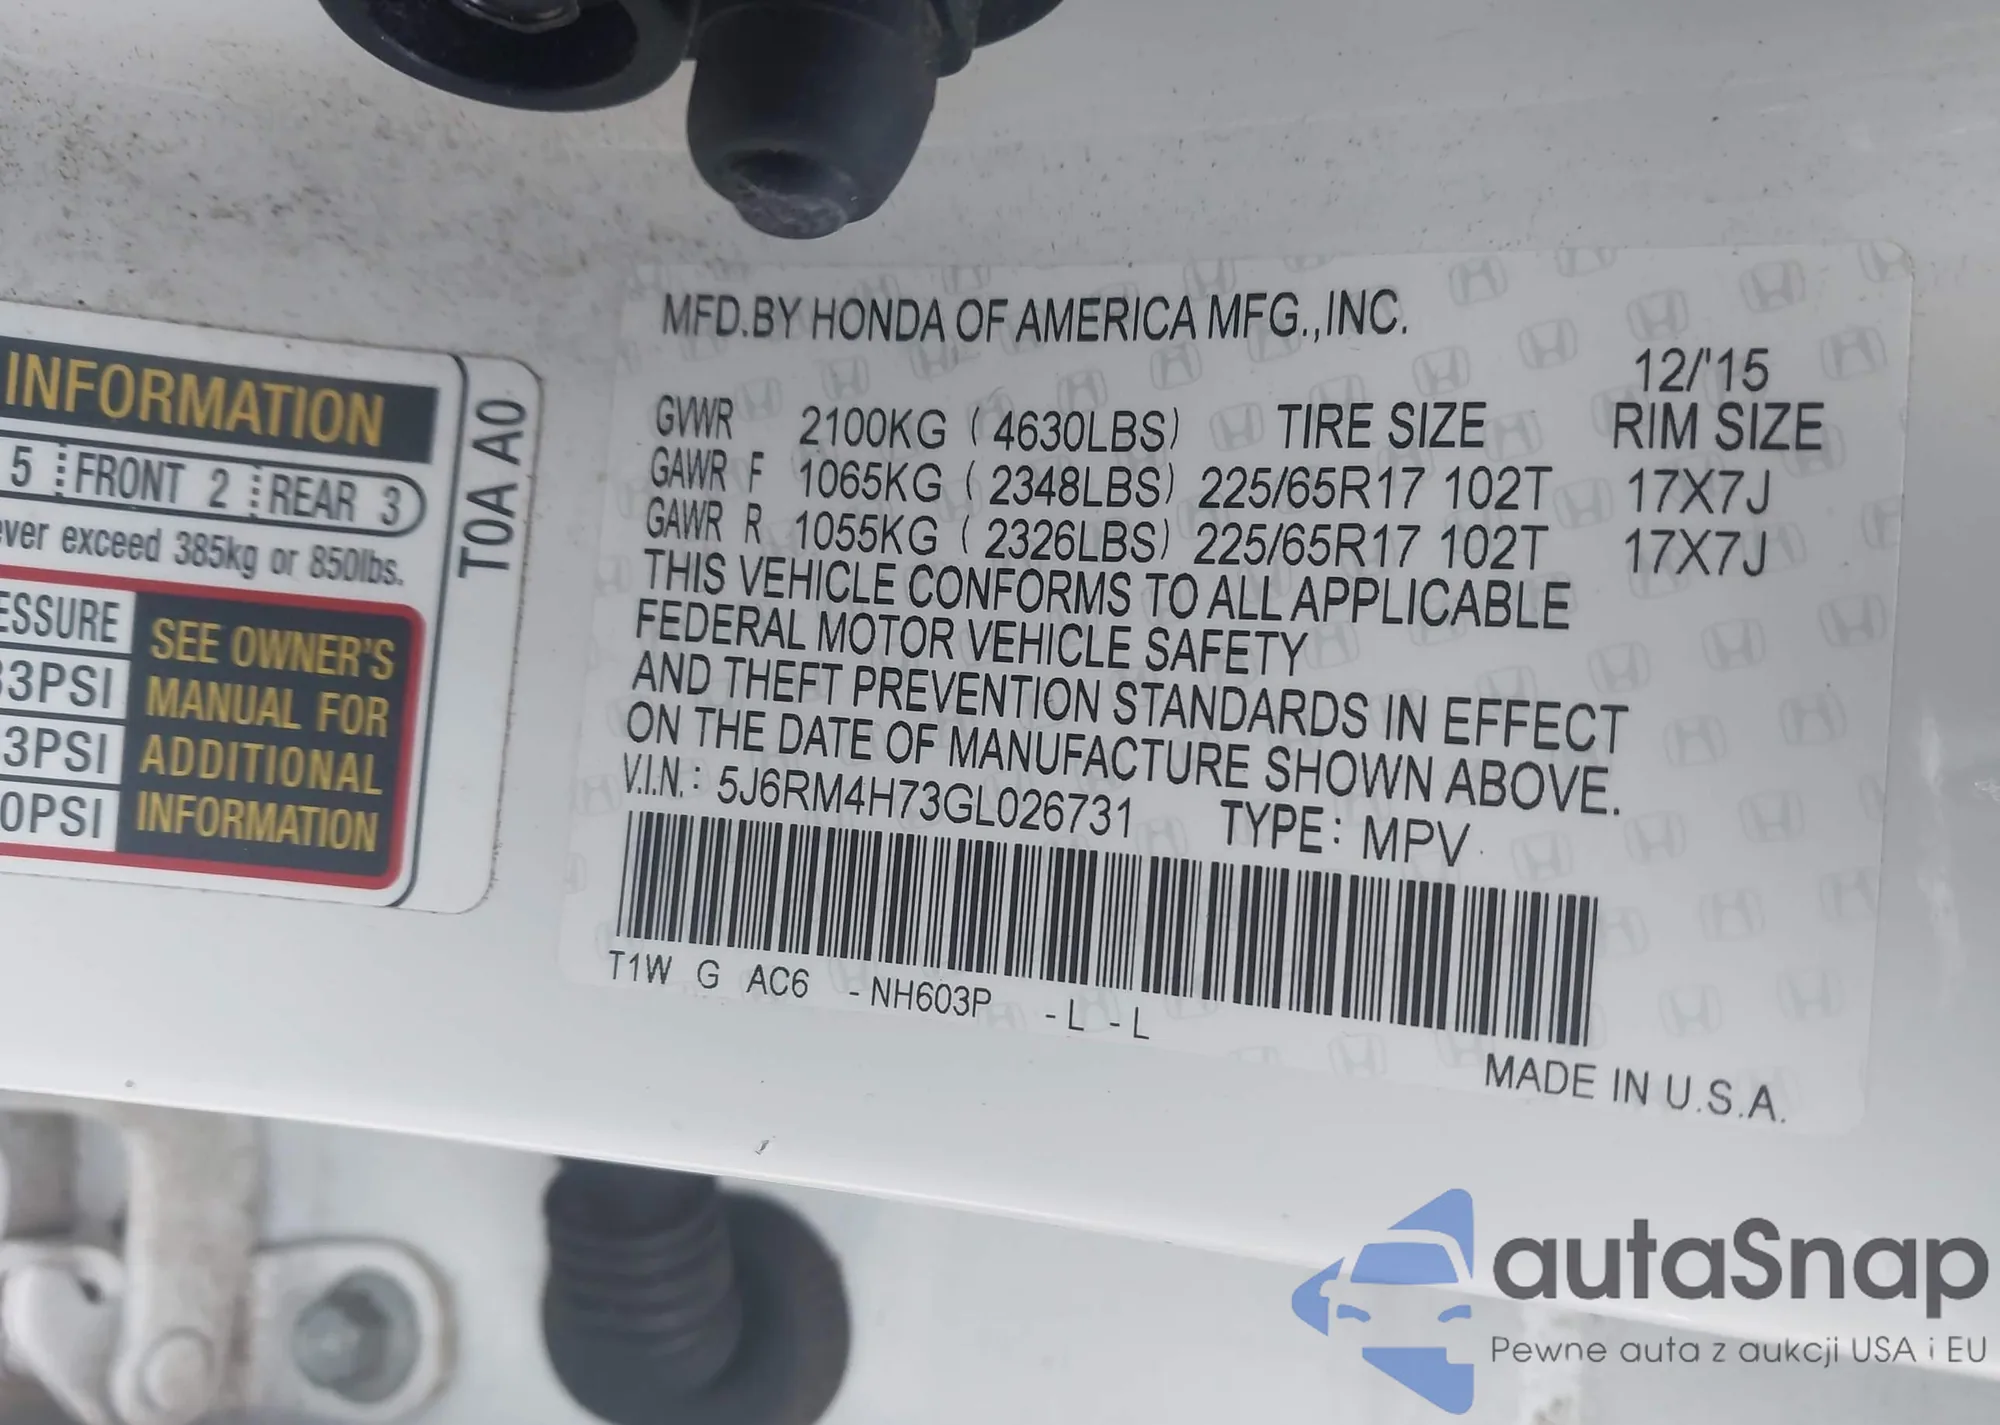 INFORMATION
5 FRONT 2 REAR 3
ever exceed 385kg or 850lbs.
ESSURE
33PSI
3PSI
0PSI
SEE OWNER'S
MANUAL FOR
ADDITIONAL
INFORMATION
T0A A0
MFD.BY HONDA OF AMERICA MFG.,INC.
12/'15
GVWR 2100KG ( 4630LBS) TIRE SIZE RIM SIZE
GAWR F 1065KG ( 2348LBS) 225/65R17 102T 17X7J
GAWR R 1055KG ( 2326LBS) 225/65R17 102T 17X7J
THIS VEHICLE CONFORMS TO ALL APPLICABLE
FEDERAL MOTOR VEHICLE SAFETY
AND THEFT PREVENTION STANDARDS IN EFFECT
ON THE DATE OF MANUFACTURE SHOWN ABOVE.
V.I.N.: 5J6RM4H73GL026731 TYPE: MPV
T1W G AC6 -NH603P -L -L
MADE IN U.S.A.
autaSnap
Pewne auta z aukcji USA i EU